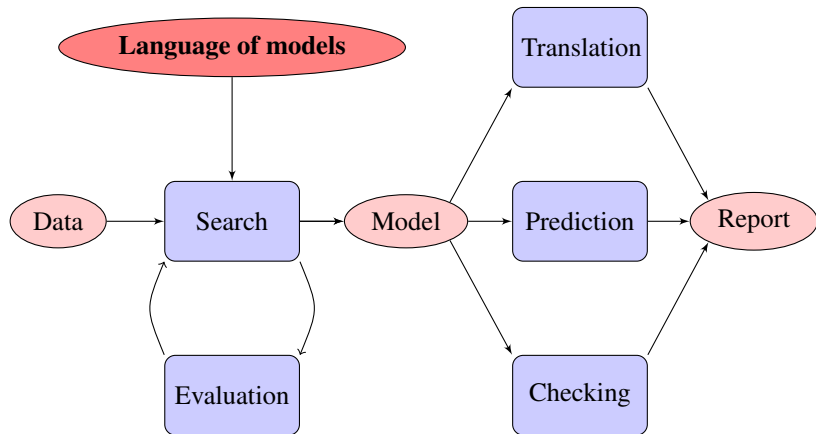 Language of models
Translation
Data
Search
Model
Prediction
Report
Evaluation
Checking